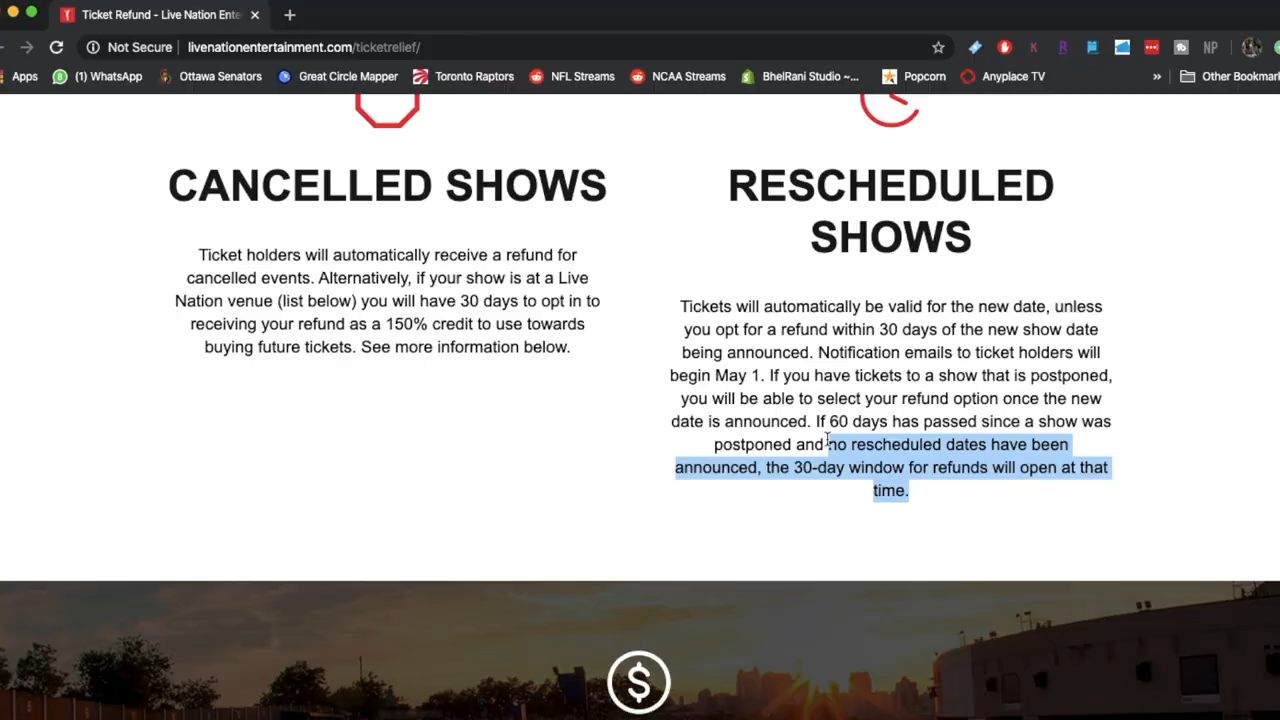 Ticket Refund - Live Nation Ente
Not Secure livenationentertainment.com/ticketrelief/
K R NP
Apps (1) WhatsApp Ottawa Senators Great Circle Mapper Toronto Raptors NFL Streams NCAA Streams BhelRani Studio ~... Popcorn Anyplace TV » Other Bookmar
CANCELLED SHOWS
Ticket holders will automatically receive a refund for
cancelled events. Alternatively, if your show is at a Live
Nation venue (list below) you will have 30 days to opt in to
receiving your refund as a 150% credit to use towards
buying future tickets. See more information below.
RESCHEDULED
SHOWS
Tickets will automatically be valid for the new date, unless
you opt for a refund within 30 days of the new show date
being announced. Notification emails to ticket holders will
begin May 1. If you have tickets to a show that is postponed,
you will be able to select your refund option once the new
date is announced. If 60 days has passed since a show was
postponed and no rescheduled dates have been
announced, the 30-day window for refunds will open at that
time.
$